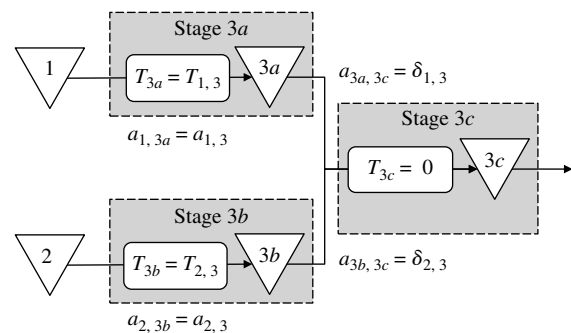 Stage 3a
1
T3a = T1, 3
3a
a3a, 3c = δ1, 3
a1, 3a = a1, 3
Stage 3c
T3c = 0
3c
Stage 3b
2
T3b = T2, 3
3b
a3b, 3c = δ2, 3
a2, 3b = a2, 3